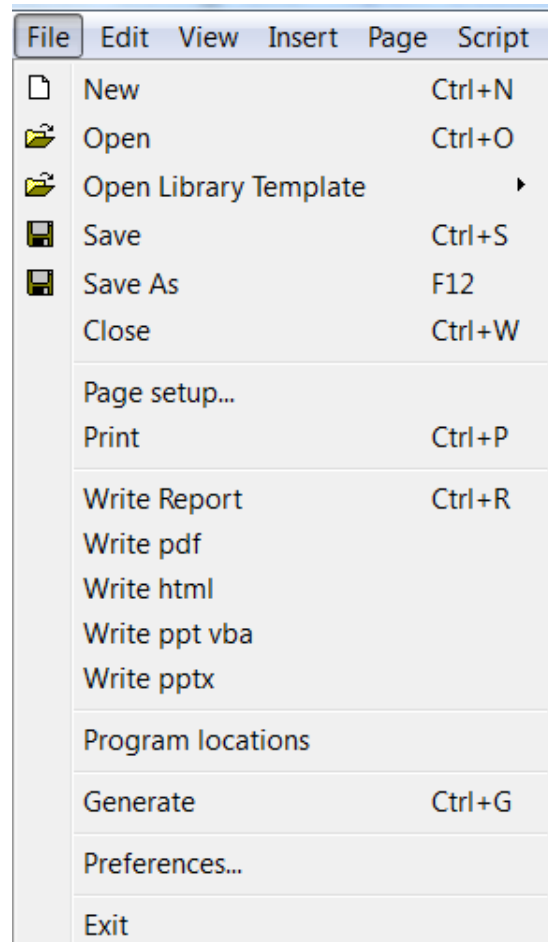 File Edit View Insert Page Script
New Ctrl+N
Open Ctrl+O
Open Library Template
Save Ctrl+S
Save As F12
Close Ctrl+W
Page setup...
Print Ctrl+P
Write Report Ctrl+R
Write pdf
Write html
Write ppt vba
Write pptx
Program locations
Generate Ctrl+G
Preferences...
Exit